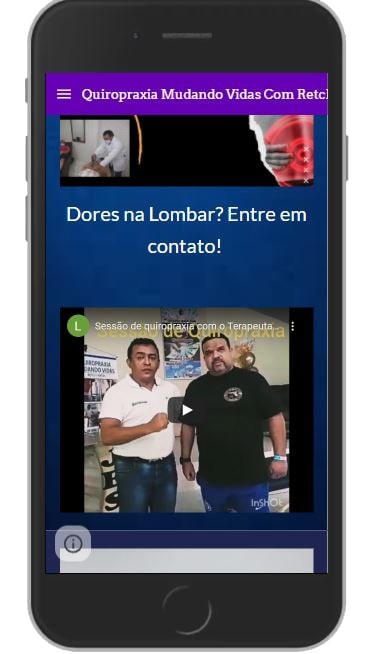 Quiropraxia Mudando Vidas Com Retcl
Dores na Lombar? Entre em
contato!
L
Sessão de quiropraxia com o Terapeuta...
Sessão de Quiropraxia
QUIROPRAXIA
DANDO VIDAS
InShOt